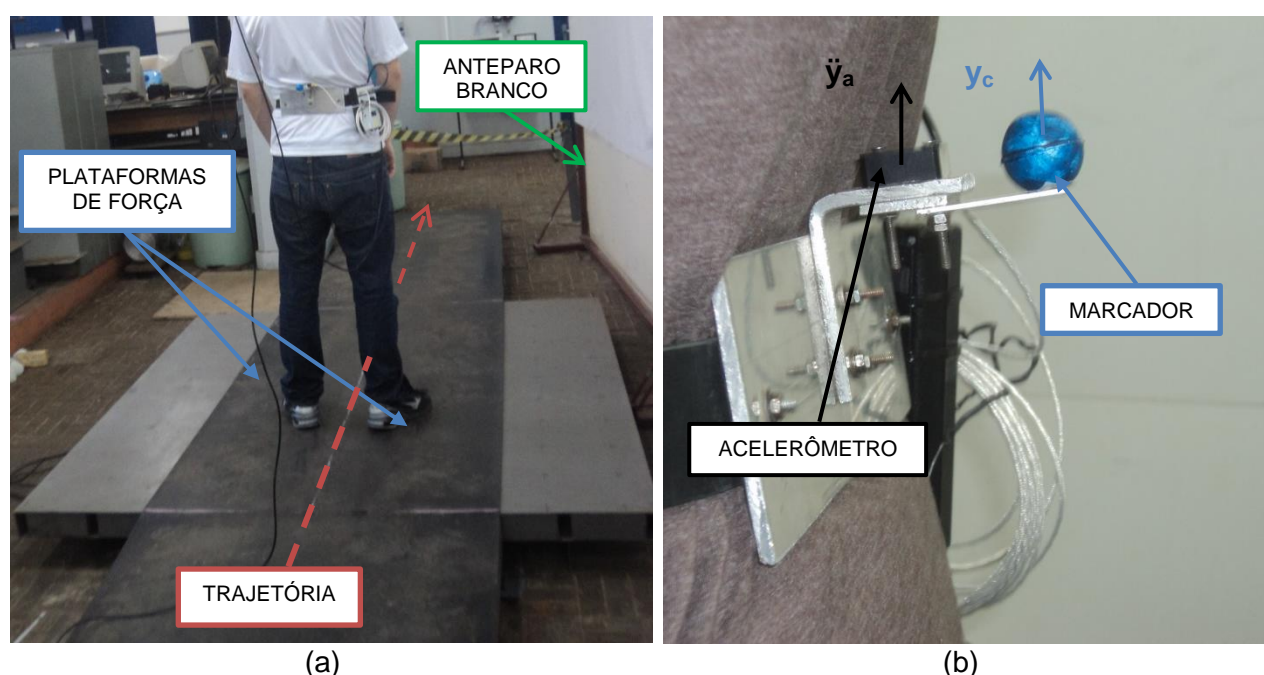 ANTEPARO
BRANCO
PLATAFORMAS
DE FORÇA
TRAJETÓRIA
(a)
ÿa
yc
MARCADOR
ACELERÔMETRO
(b)